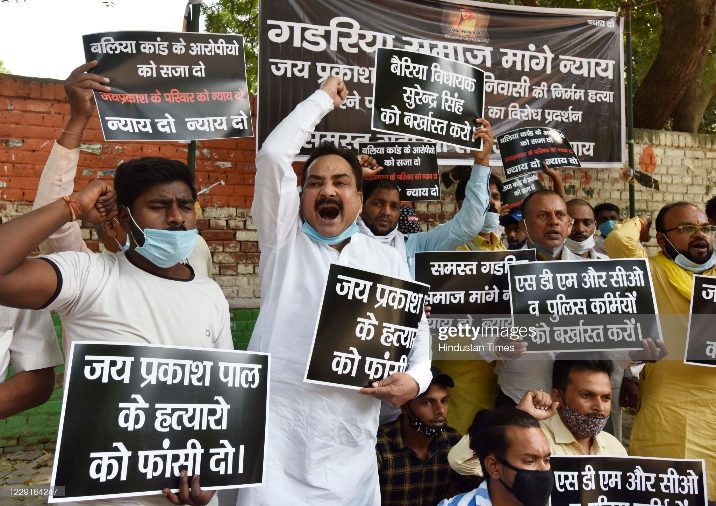 न्याय दो
गडरिया समाज मांगे न्याय
जय प्रकाश
निवासी की निर्मम हत्या
का विरोध प्रदर्शन
समस्त
बलिया कांड के आरोपीयो
को सजा दो
जयप्रकाश के परिवार को न्याय दो
न्याय दो न्याय दो
बैरिया विधायक
सुरेन्द्र सिंह
को बर्खास्त करो
बलिया कांड के
को सजा दो
न्याय दो न्याय
जय प्रकाश
के हत्यारो
को फांसी
समस्त गडरि
समाज मांगे
न्याय दो न्याय
एस डी एम और सीओ
व पुलिस कर्मियों
को बर्खास्त करों।
जय प्रकाश पाल
के हत्यारो
को फांसी दो।
एस डी एम और सीओ
व पुलिस कर्मियों
gettyimages
Hindustan Times
1229164247